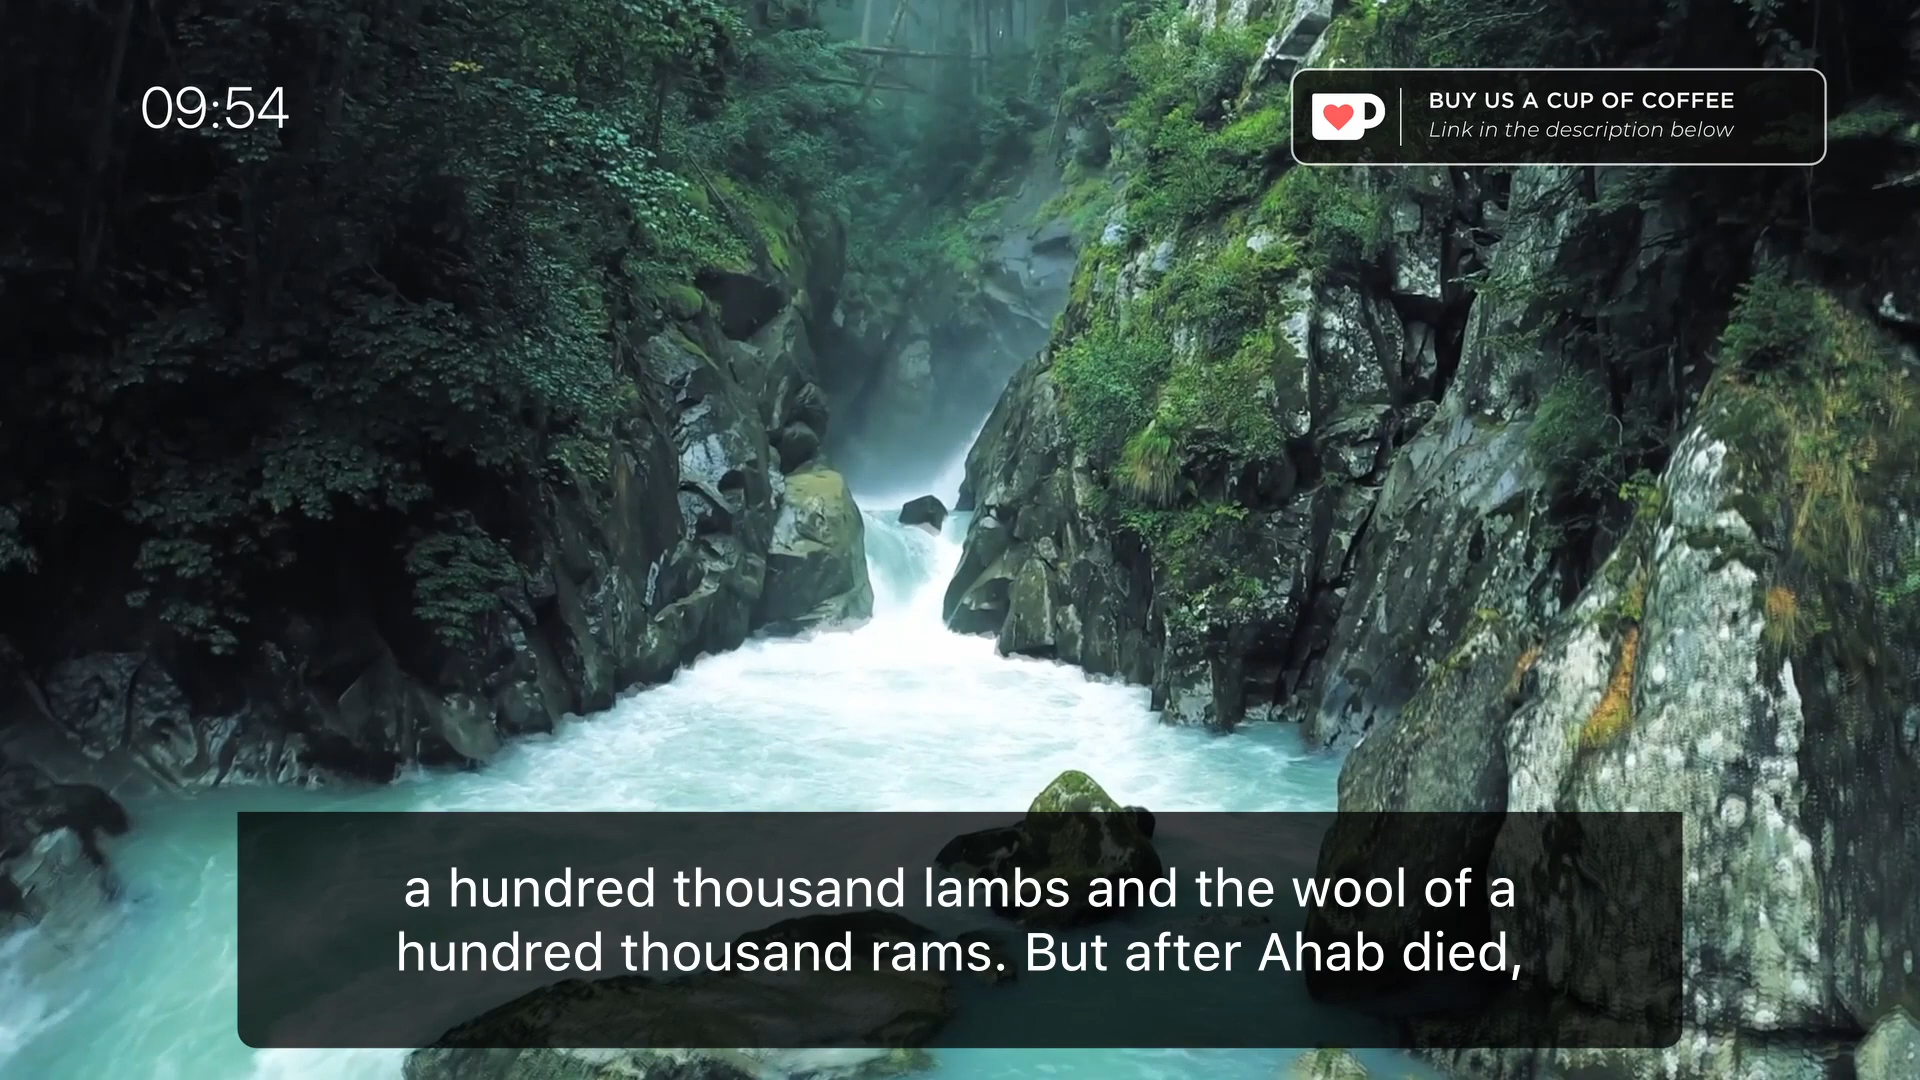 09:54
BUY US A CUP OF COFFEE
Link in the description below
a hundred thousand lambs and the wool of a
hundred thousand rams. But after Ahab died,